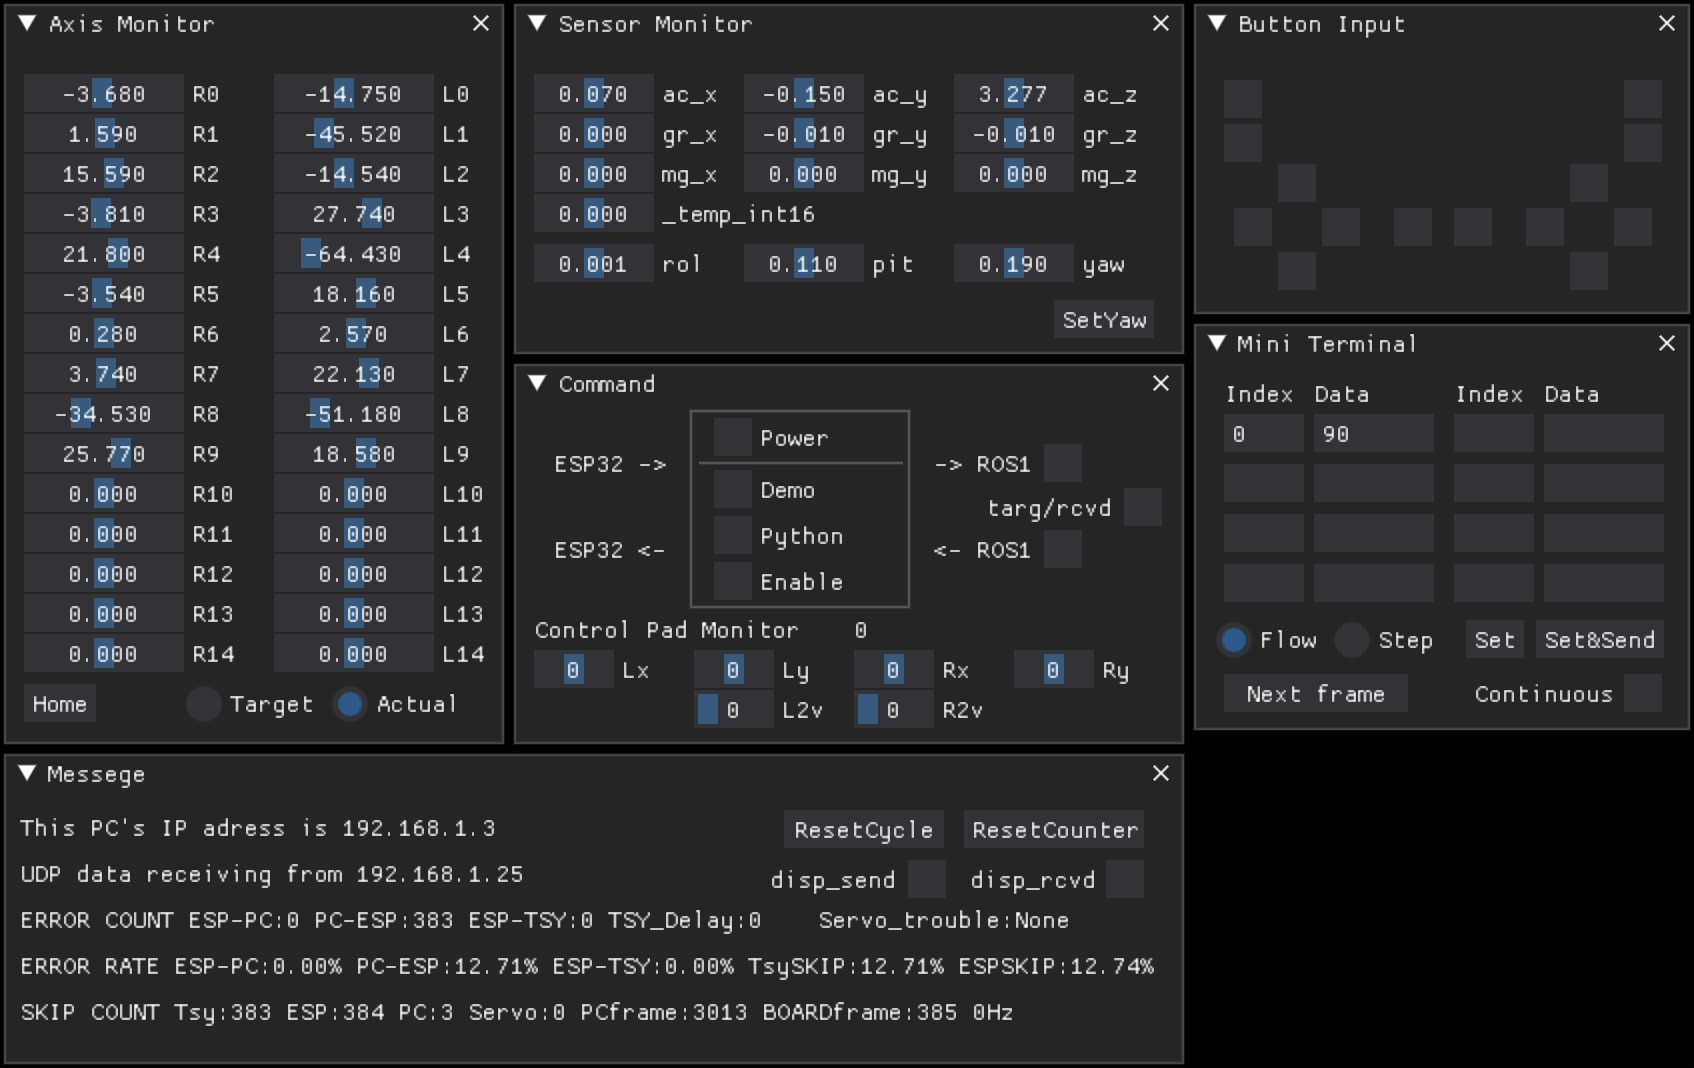 Axis Monitor
-3.680 R0 -14.750 L0
1.590 R1 -45.520 L1
15.590 R2 -14.540 L2
-3.810 R3 27.740 L3
21.800 R4 -64.430 L4
-3.540 R5 18.160 L5
0.280 R6 2.570 L6
3.740 R7 22.130 L7
-34.530 R8 -51.180 L8
25.770 R9 18.580 L9
0.000 R10 0.000 L10
0.000 R11 0.000 L11
0.000 R12 0.000 L12
0.000 R13 0.000 L13
0.000 R14 0.000 L14
Home Target Actual
Sensor Monitor
0.070 ac_x -0.150 ac_y 3.277 ac_z
0.000 gr_x -0.010 gr_y -0.010 gr_z
0.000 mg_x 0.000 mg_y 0.000 mg_z
0.000 _temp_int16
0.001 rol 0.110 pit 0.190 yaw
SetYaw
Command
Power
ESP32 -> -> ROS1
Demo
targ/rcvd
Python
ESP32 <- <- ROS1
Enable
Control Pad Monitor 0
0 Lx 0 Ly 0 Rx 0 Ry
0 L2v 0 R2v
Button Input
Mini Terminal
Index Data Index Data
0 90
Flow Step Set Set&Send
Next frame Continuous
Messege
This PC's IP adress is 192.168.1.3 ResetCycle ResetCounter
UDP data receiving from 192.168.1.25 disp_send disp_rcvd
ERROR COUNT ESP-PC:0 PC-ESP:383 ESP-TSY:0 TSY_Delay:0 Servo_trouble:None
ERROR RATE ESP-PC:0.00% PC-ESP:12.71% ESP-TSY:0.00% TsySKIP:12.71% ESPSKIP:12.74%
SKIP COUNT Tsy:383 ESP:384 PC:3 Servo:0 PCframe:3013 BOARDframe:385 0Hz